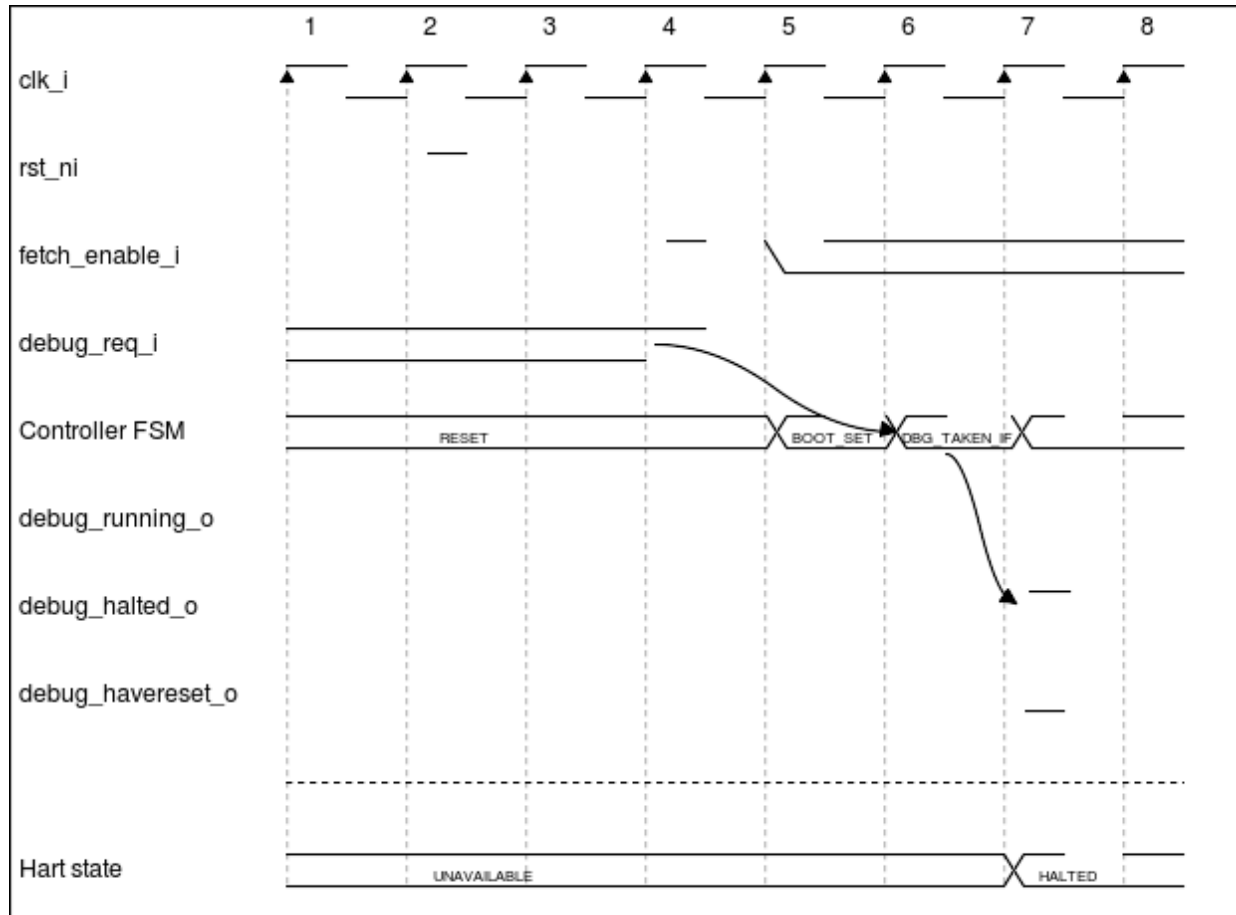 1 2 3 4 5 6 7 8
clk_i
rst_ni
fetch_enable_i
debug_req_i
Controller FSM RESET BOOT_SET DBG_TAKEN_IF
debug_running_o
debug_halted_o
debug_havereset_o
Hart state UNAVAILABLE HALTED